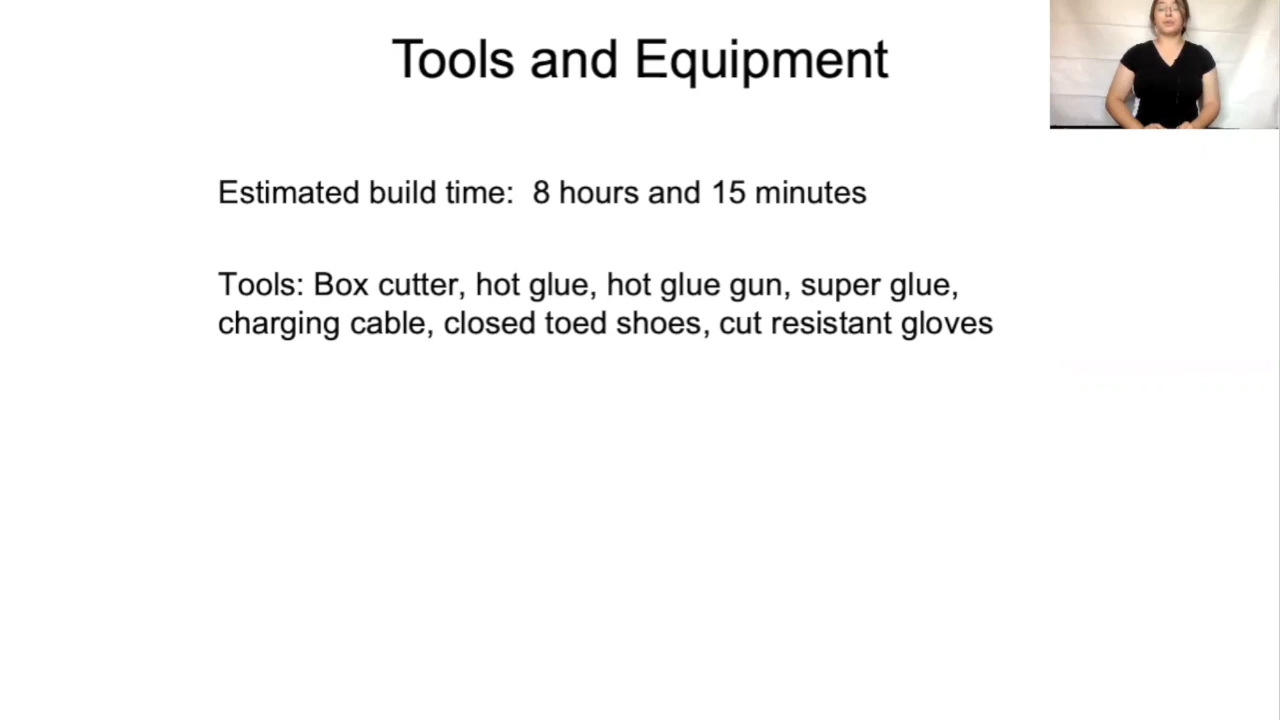 Tools and Equipment
Estimated build time:  8 hours and 15 minutes
Tools: Box cutter, hot glue, hot glue gun, super glue,
charging cable, closed toed shoes, cut resistant gloves